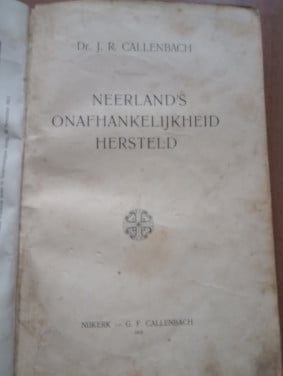 Dr. J. R. CALLENBACH
NEERLAND'S
ONAFHANKELIJKHEID
HERSTELD
NIJKERK — G. F. CALLENBACH